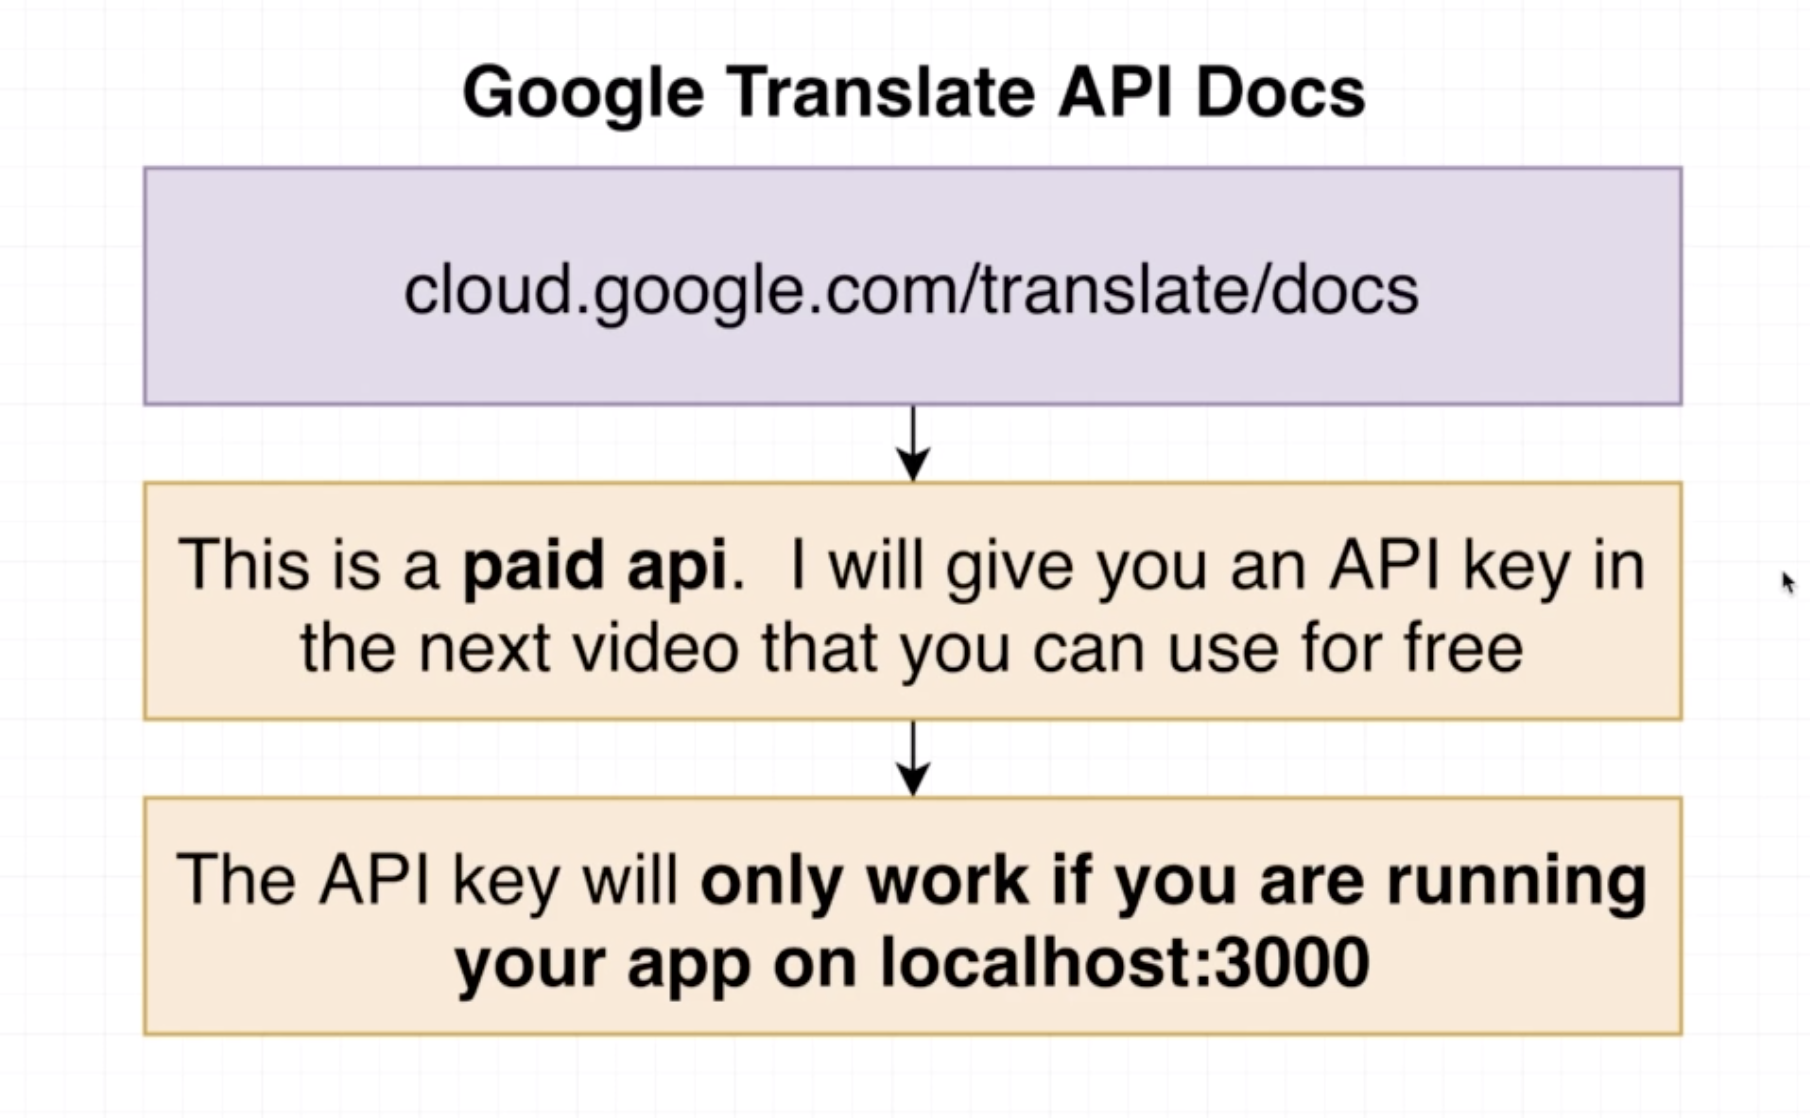 Google Translate API Docs
cloud.google.com/translate/docs
This is a paid api.  I will give you an API key in
the next video that you can use for free
The API key will only work if you are running
your app on localhost:3000